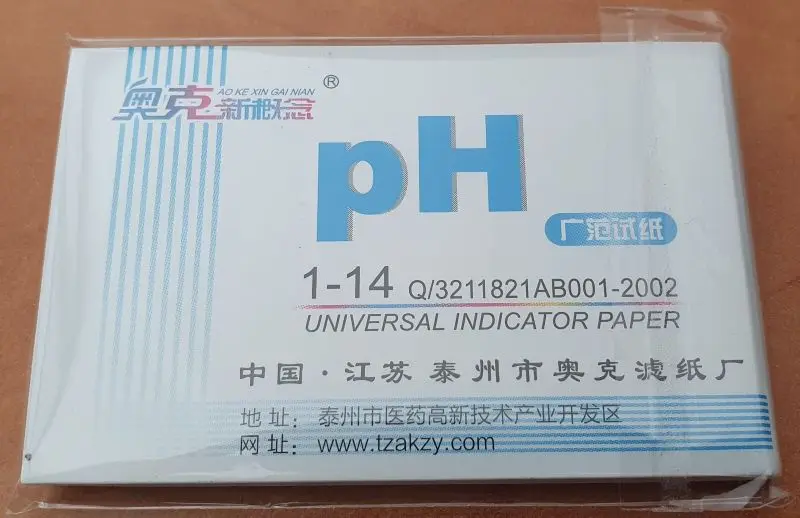 奥克新概念
AO KE XIN GAI NIAN
®
pH
广范试纸
1-14 Q/3211821AB001-2002
UNIVERSAL INDICATOR PAPER
中国·江苏 泰州市奥克滤纸厂
地址：泰州市医药高新技术产业开发区
网址：www.tzakzy.com